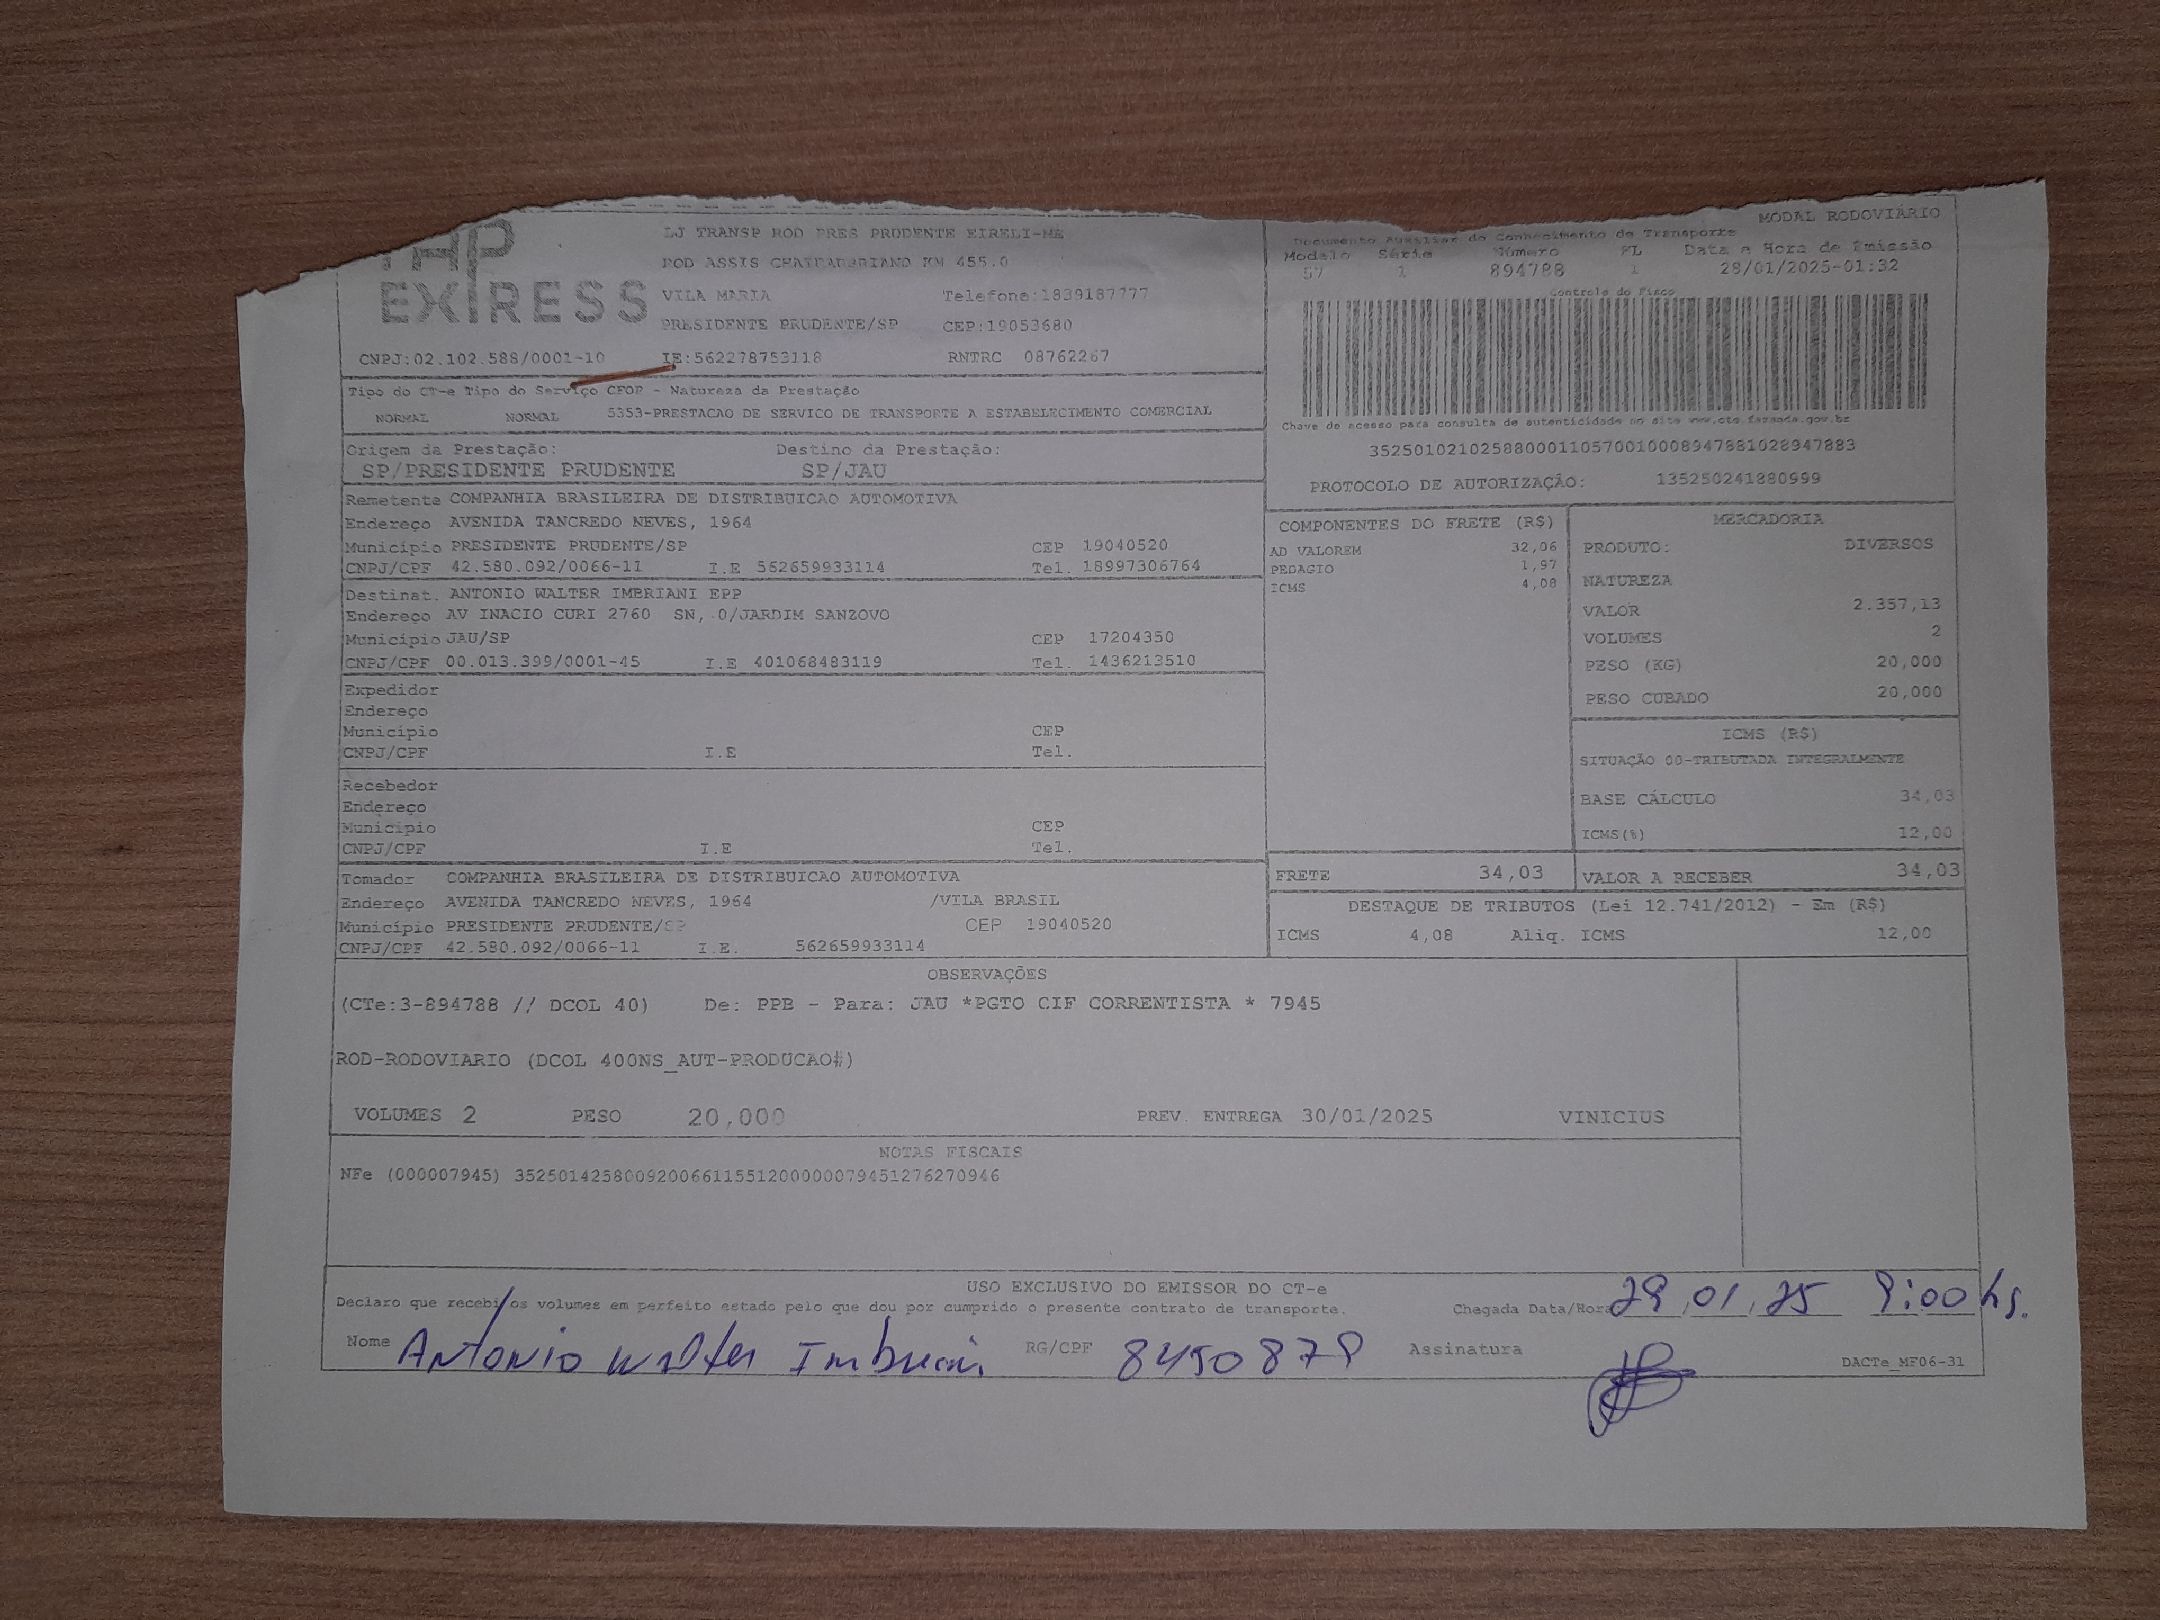 EXPRESS
LJ TRANSP ROD PRES PRUDENTE EIRELI-ME
ROD ASSIS CHATEAUBRIAND KM 455.0
VILA MARIA Telefone:1839187777
PRESIDENTE PRUDENTE/SP CEP:19053680
CNPJ:02.102.588/0001-10 IE:562278753118 RNTRC 08762267
MODAL RODOVIÁRIO
Documento Auxiliar do Conhecimento de Transporte
Modelo Série Número FL Data e Hora de Emissão
57 1 894788 1 28/01/2025-01:32
Controle do Fisco
Chave de acesso para consulta de autenticidade no site www.cte.fazenda.gov.br
35250102102588000110570010008947881028947883
PROTOCOLO DE AUTORIZAÇÃO: 135250241880999
Tipo do CT-e Tipo do Serviço CFOP - Natureza da Prestação
NORMAL NORMAL 5353-PRESTACAO DE SERVICO DE TRANSPORTE A ESTABELECIMENTO COMERCIAL
Origem da Prestação: Destino da Prestação:
SP/PRESIDENTE PRUDENTE SP/JAU
Remetente COMPANHIA BRASILEIRA DE DISTRIBUICAO AUTOMOTIVA
Endereço AVENIDA TANCREDO NEVES, 1964
Município PRESIDENTE PRUDENTE/SP CEP 19040520
CNPJ/CPF 42.580.092/0066-11 I.E 562659933114 Tel. 18997306764
Destinat. ANTONIO WALTER IMBRIANI EPP
Endereço AV INACIO CURI 2760 SN, 0/JARDIM SANZOVO
Município JAU/SP CEP 17204350
CNPJ/CPF 00.013.399/0001-45 I.E 401068483119 Tel. 1436213510
Expedidor
Endereço
Município CEP
CNPJ/CPF I.E Tel.
Recebedor
Endereço
Município CEP
CNPJ/CPF I.E Tel.
Tomador COMPANHIA BRASILEIRA DE DISTRIBUICAO AUTOMOTIVA
Endereço AVENIDA TANCREDO NEVES, 1964 /VILA BRASIL
Município PRESIDENTE PRUDENTE/SP CEP 19040520
CNPJ/CPF 42.580.092/0066-11 I.E. 562659933114
COMPONENTES DO FRETE (R$)
AD VALOREM 32,06
PEDAGIO 1,97
ICMS 4,08
MERCADORIA
PRODUTO: DIVERSOS
NATUREZA
VALOR 2.357,13
VOLUMES 2
PESO (KG) 20,000
PESO CUBADO 20,000
ICMS (R$)
SITUAÇÃO 00-TRIBUTADA INTEGRALMENTE
BASE CÁLCULO 34,03
ICMS(%) 12,00
FRETE 34,03 VALOR A RECEBER 34,03
DESTAQUE DE TRIBUTOS (Lei 12.741/2012) - Em (R$)
ICMS 4,08 Aliq. ICMS 12,00
OBSERVAÇÕES
(CTe:3-894788 // DCOL 40) De: PPB - Para: JAU *PGTO CIF CORRENTISTA * 7945
ROD-RODOVIARIO (DCOL 400NS_AUT-PRODUCAO#)
VOLUMES 2 PESO 20,000 PREV. ENTREGA 30/01/2025 VINICIUS
NOTAS FISCAIS
NFe (000007945) 35250142580092006611551200000079451276270946
USO EXCLUSIVO DO EMISSOR DO CT-e
Declaro que recebi os volumes em perfeito estado pelo que dou por cumprido o presente contrato de transporte. Chegada Data/Hora 29 01 25 9:00 hs.
Nome Antonio Walter Imbriani RG/CPF 8450879 Assinatura
DACTe_MF06-31